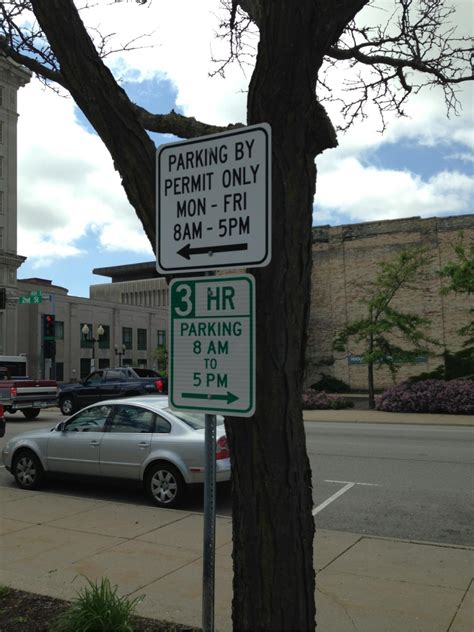 PARKING BY
PERMIT ONLY
MON - FRI
8AM - 5PM
3 HR
PARKING
8 AM
TO
5 PM
2nd St